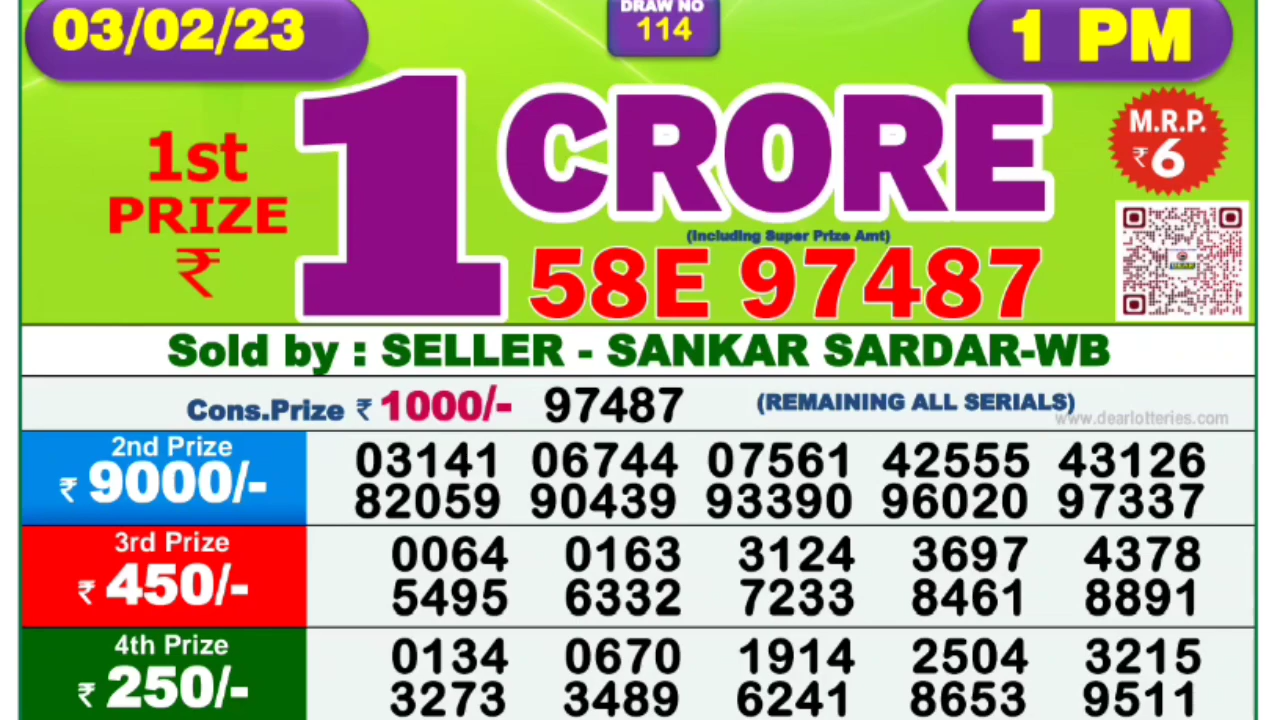 03/02/23
DRAW NO
114
1 PM
1st
PRIZE
₹
1 CRORE
(Including Super Prize Amt)
58E 97487
M.R.P.
₹ 6
Sold by : SELLER - SANKAR SARDAR-WB
Cons.Prize ₹ 1000/- 97487 (REMAINING ALL SERIALS)
www.dearlotteries.com
2nd Prize
₹ 9000/-
03141 06744 07561 42555 43126
82059 90439 93390 96020 97337
3rd Prize
₹ 450/-
0064 0163 3124 3697 4378
5495 6332 7233 8461 8891
4th Prize
₹ 250/-
0134 0670 1914 2504 3215
3273 3489 6241 8653 9511